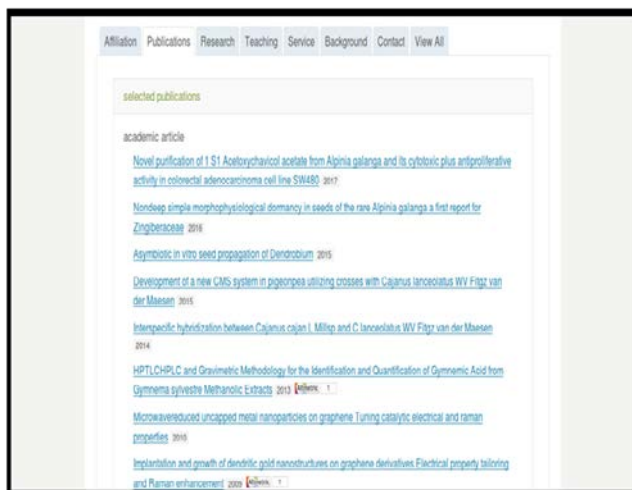 Affiliation Publications Research Teaching Service Background Contact View All
selected publications
academic article
Novel purification of 1 S1 Acetoxychavicol acetate from Alpinia galanga and its cytotoxic plus antiproliferative
activity in colorectal adenocarcinoma cell line SW480 2017
Nondeep simple morphophysiological dormancy in seeds of the rare Alpinia galanga a first report for
Zingiberaceae 2016
Asymbiotic in vitro seed propagation of Dendrobium 2015
Development of a new CMS system in pigeonpea utilizing crosses with Cajanus lanceolatus WV Fitgz van
der Maesen 2015
Interspecific hybridization between Cajanus cajan L Millsp and C lanceolatus WV Fitgz van der Maesen
2014
HPTLCHPLC and Gravimetric Methodology for the Identification and Quantification of Gymnemic Acid from
Gymnema sylvestre Methanolic Extracts 2013 Altmetric 1
Microwavereduced uncapped metal nanoparticles on graphene Tuning catalytic electrical and raman
properties 2010
Implantation and growth of dendritic gold nanostructures on graphene derivatives Electrical property tailoring
and Raman enhancement 2009 Altmetric